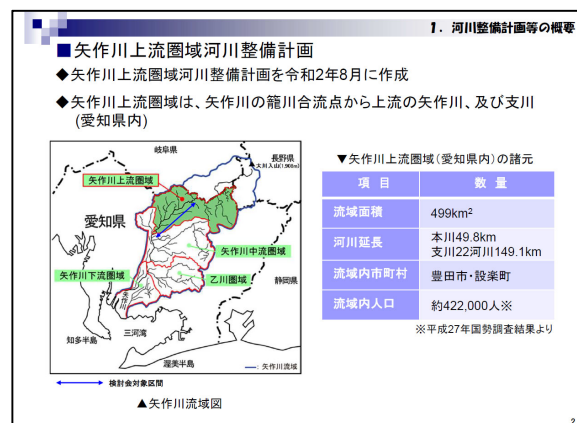 1．河川整備計画等の概要
■矢作川上流圏域河川整備計画
◆矢作川上流圏域河川整備計画を令和2年8月に作成
◆矢作川上流圏域は、矢作川の籠川合流点から上流の矢作川、及び支川
(愛知県内)
岐阜県
長野県
大川入山(1,908m)
矢作川上流圏域
愛知県
矢作川中流圏域
矢作川下流圏域
乙川圏域
静岡県
矢作川
三河湾
知多半島
渥美半島
―：矢作川流域
検討会対象区間
▲矢作川流域図
▼矢作川上流圏域(愛知県内)の諸元
項 目 数 量
流域面積 499km²
河川延長 本川49.8km
支川22河川149.1km
流域内市町村 豊田市・設楽町
流域内人口 約422,000人※
※平成27年国勢調査結果より
2